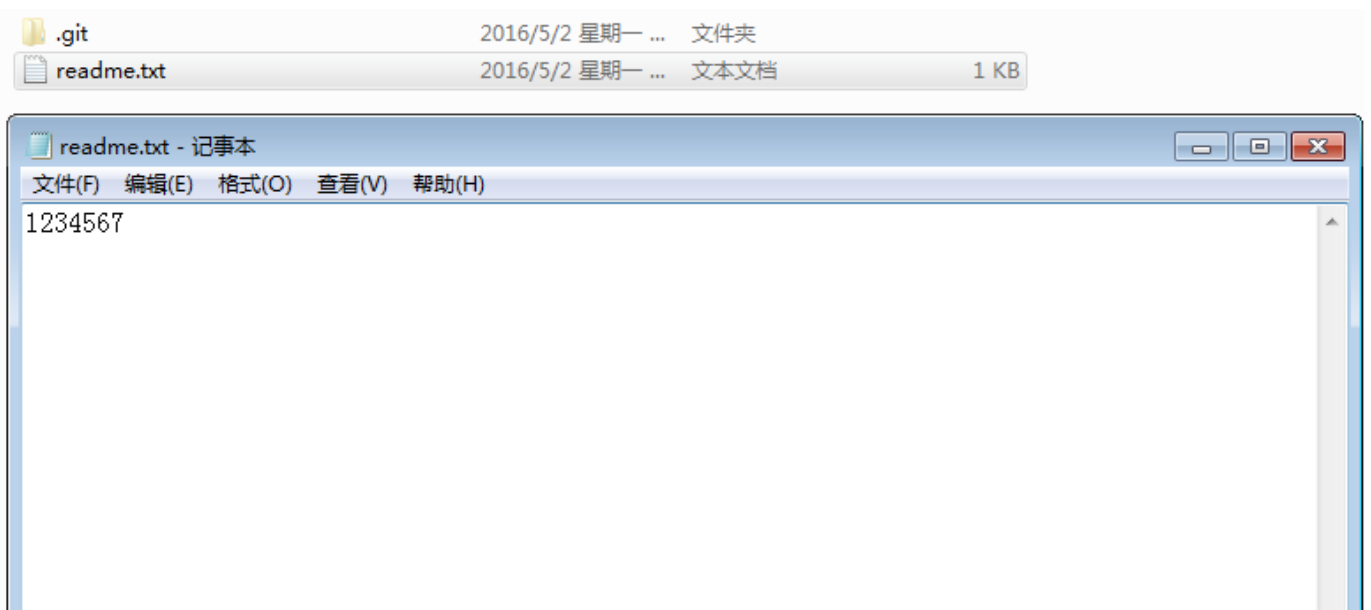 .git 2016/5/2 星期一 ... 文件夹
readme.txt 2016/5/2 星期一 ... 文本文档 1 KB
readme.txt - 记事本
文件(F) 编辑(E) 格式(O) 查看(V) 帮助(H)
1234567